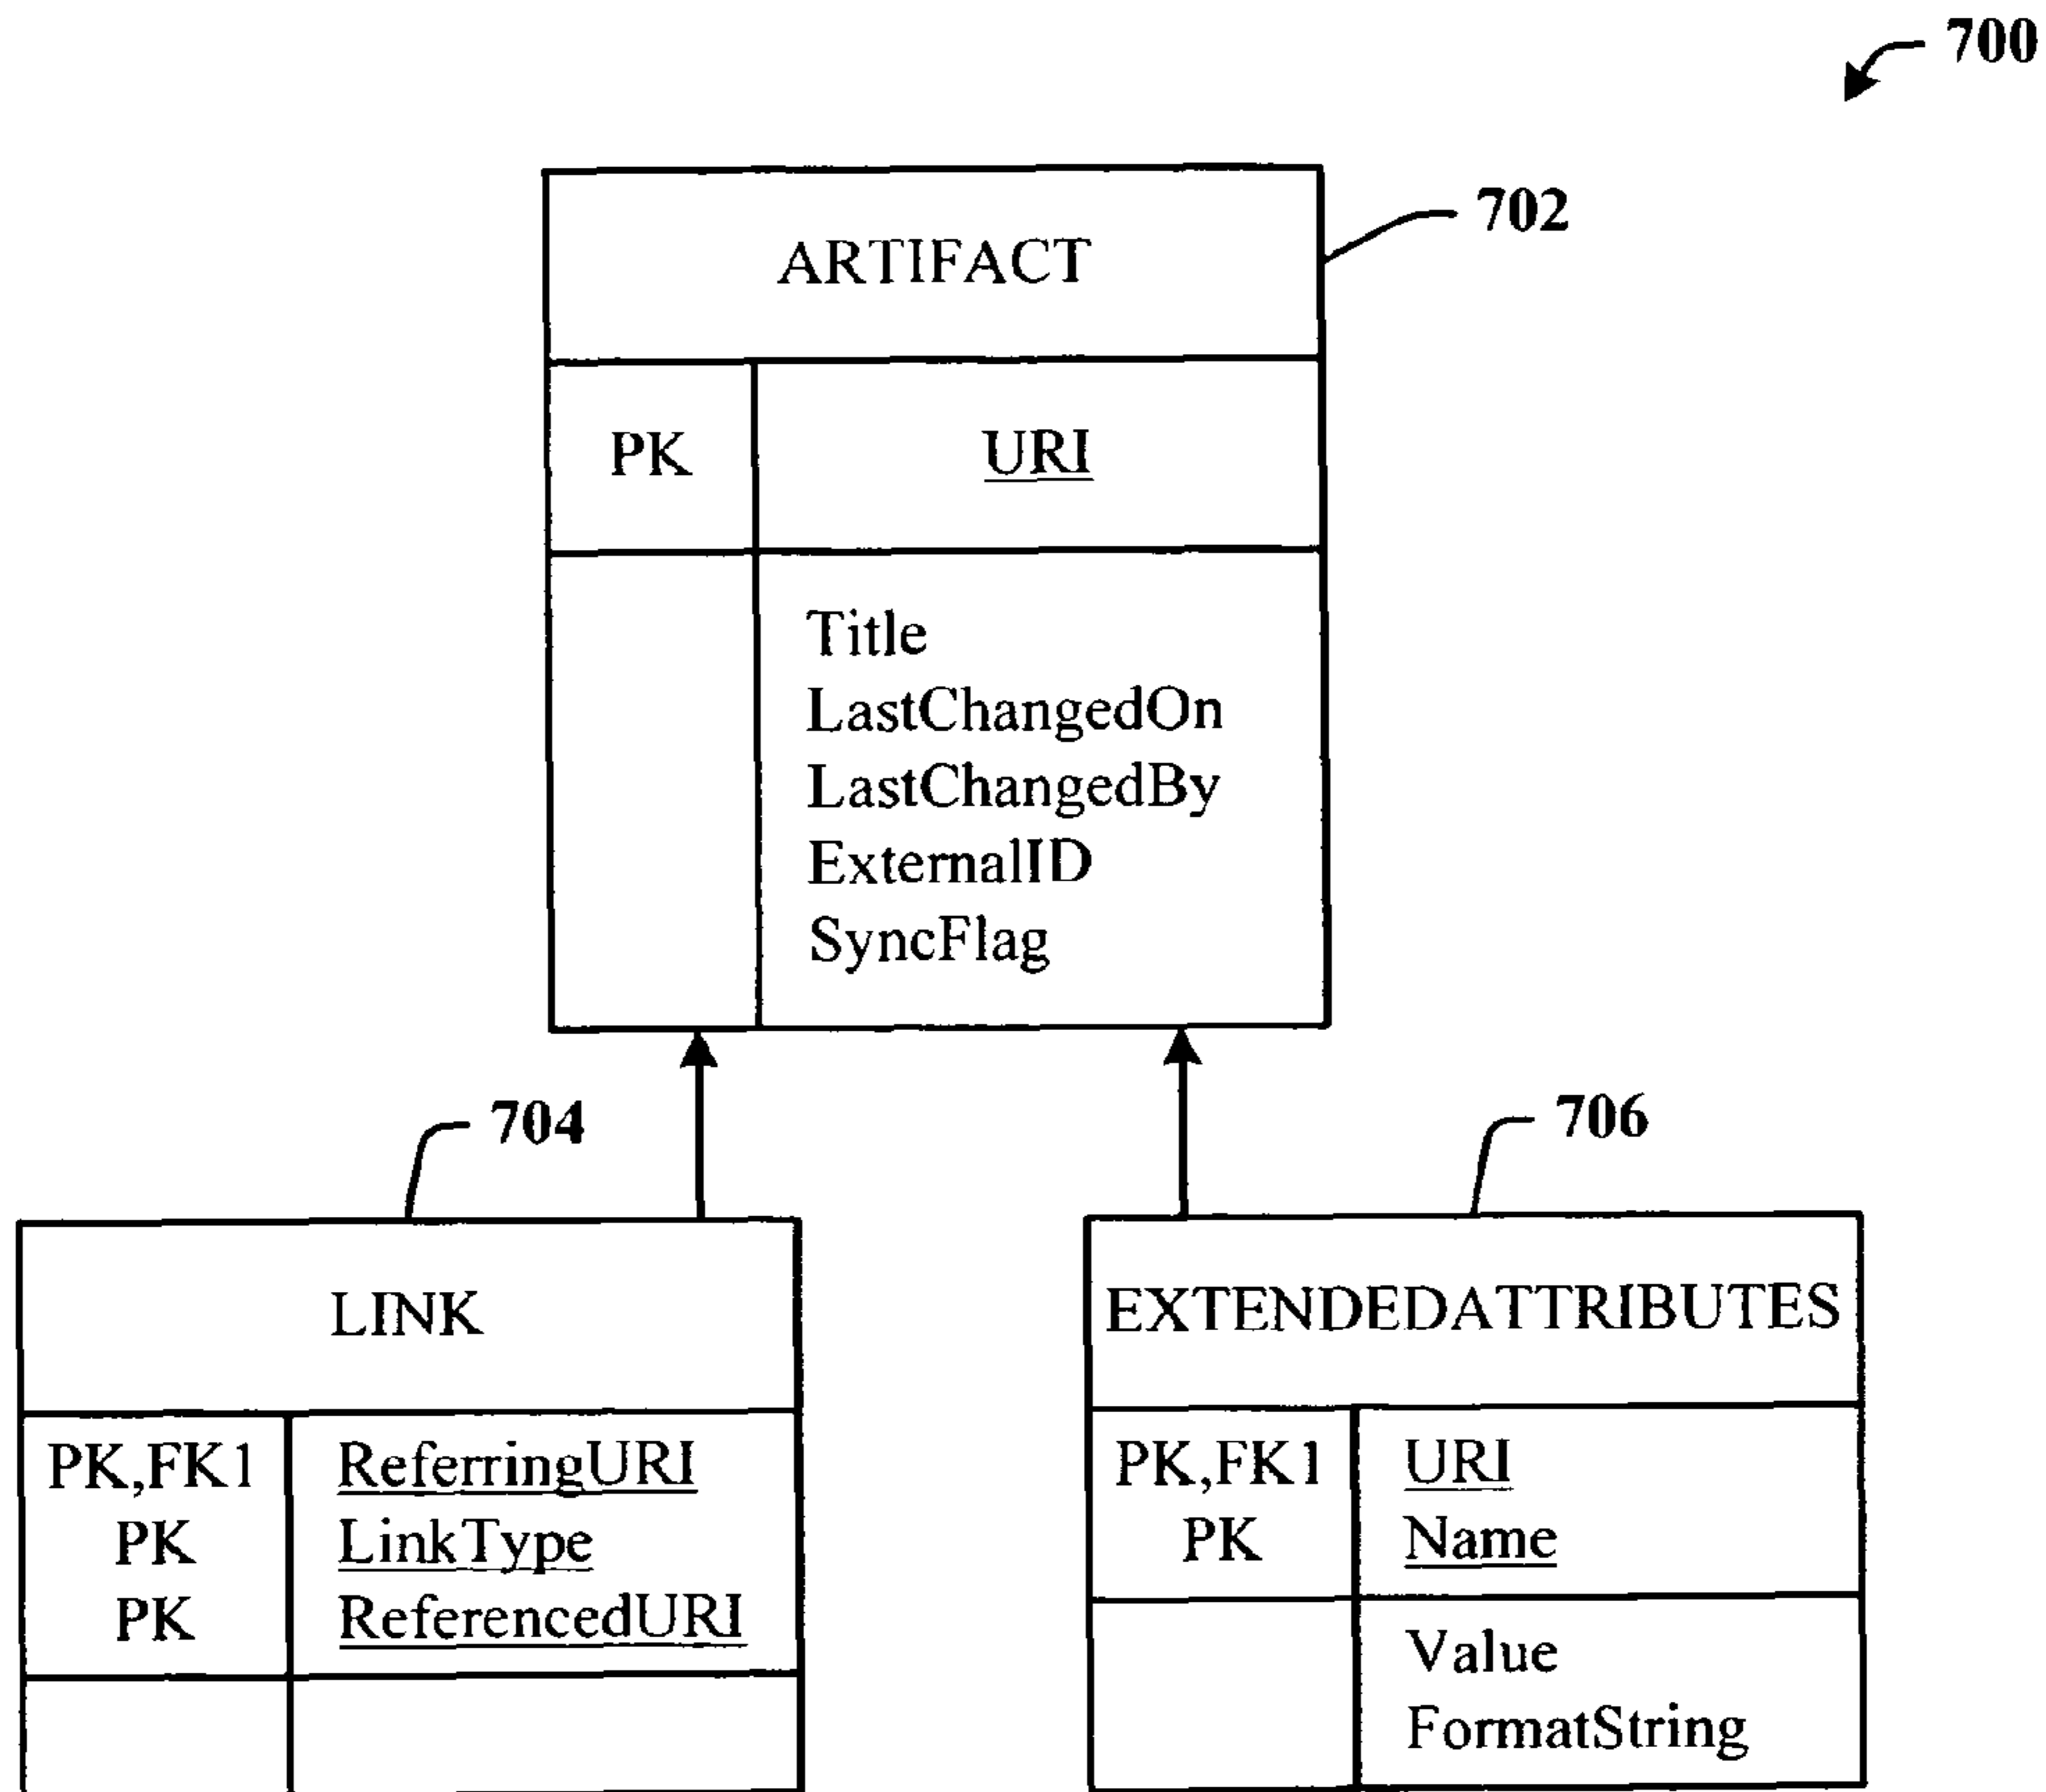 700
702
ARTIFACT
PK URI
Title
LastChangedOn
LastChangedBy
ExternalID
SyncFlag
704
706
LINK
PK,FK1 ReferringURI
PK LinkType
PK ReferencedURI
EXTENDEDATTRIBUTES
PK,FK1 URI
PK Name
Value
FormatString